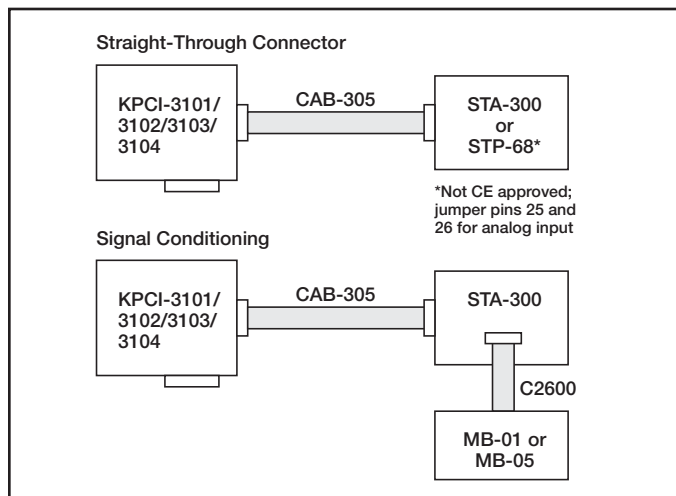 Straight-Through Connector
KPCI-3101/
3102/3103/
3104
CAB-305
STA-300
or
STP-68*
*Not CE approved;
jumper pins 25 and
26 for analog input
Signal Conditioning
KPCI-3101/
3102/3103/
3104
CAB-305
STA-300
C2600
MB-01 or
MB-05